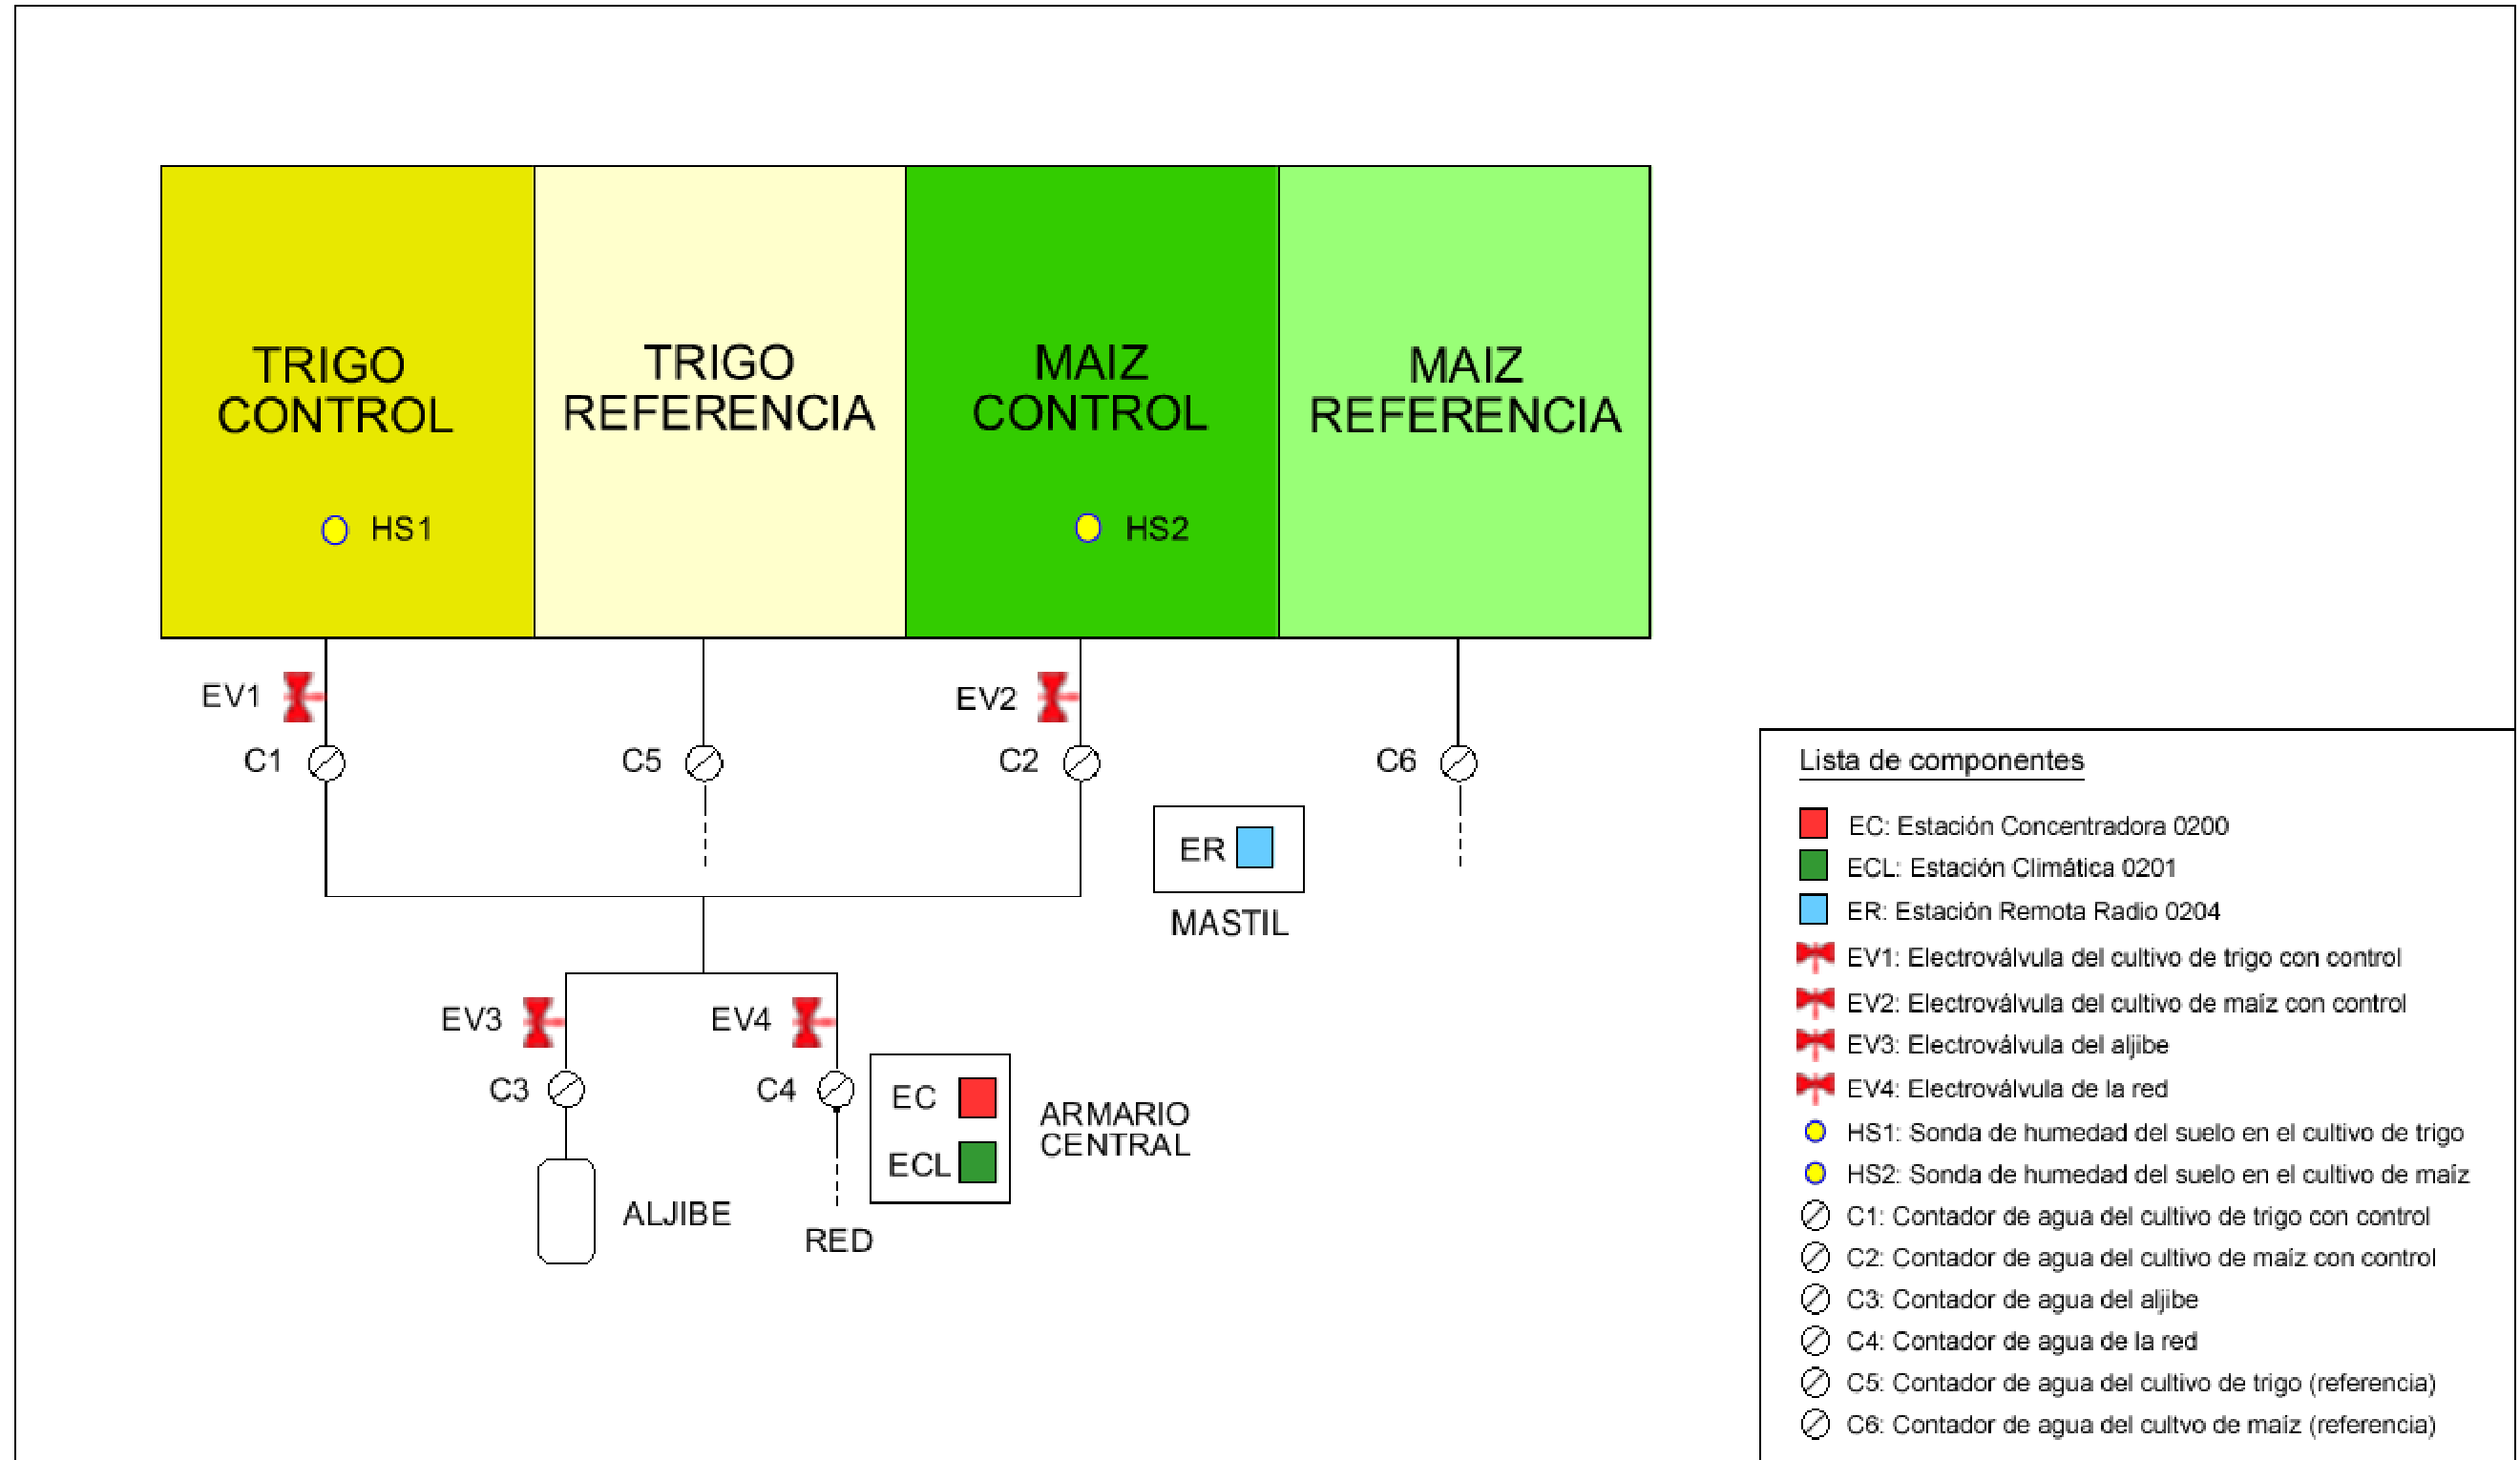 TRIGO
CONTROL
TRIGO
REFERENCIA
MAIZ
CONTROL
MAIZ
REFERENCIA
HS1
HS2
EV1
EV2
C1
C5
C2
C6
ER
MASTIL
EV3
EV4
C3
C4
EC
ECL
ARMARIO
CENTRAL
ALJIBE
RED
Lista de componentes
EC: Estación Concentradora 0200
ECL: Estación Climática 0201
ER: Estación Remota Radio 0204
EV1: Electroválvula del cultivo de trigo con control
EV2: Electroválvula del cultivo de maíz con control
EV3: Electroválvula del aljibe
EV4: Electroválvula de la red
HS1: Sonda de humedad del suelo en el cultivo de trigo
HS2: Sonda de humedad del suelo en el cultivo de maíz
C1: Contador de agua del cultivo de trigo con control
C2: Contador de agua del cultivo de maíz con control
C3: Contador de agua del aljibe
C4: Contador de agua de la red
C5: Contador de agua del cultivo de trigo (referencia)
C6: Contador de agua del cultvo de maíz (referencia)